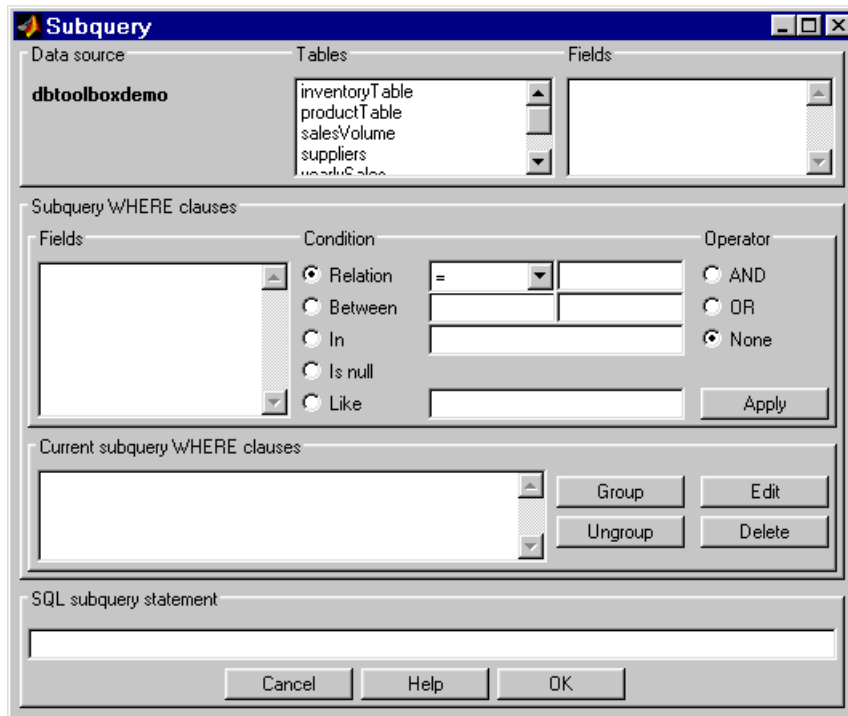 Subquery
Data source
Tables
Fields
dbtoolboxdemo
inventoryTable
productTable
salesVolume
suppliers
yearlySales
Subquery WHERE clauses
Fields
Condition
Operator
Relation
=
AND
Between
OR
In
None
Is null
Like
Apply
Current subquery WHERE clauses
Group
Edit
Ungroup
Delete
SQL subquery statement
Cancel
Help
OK